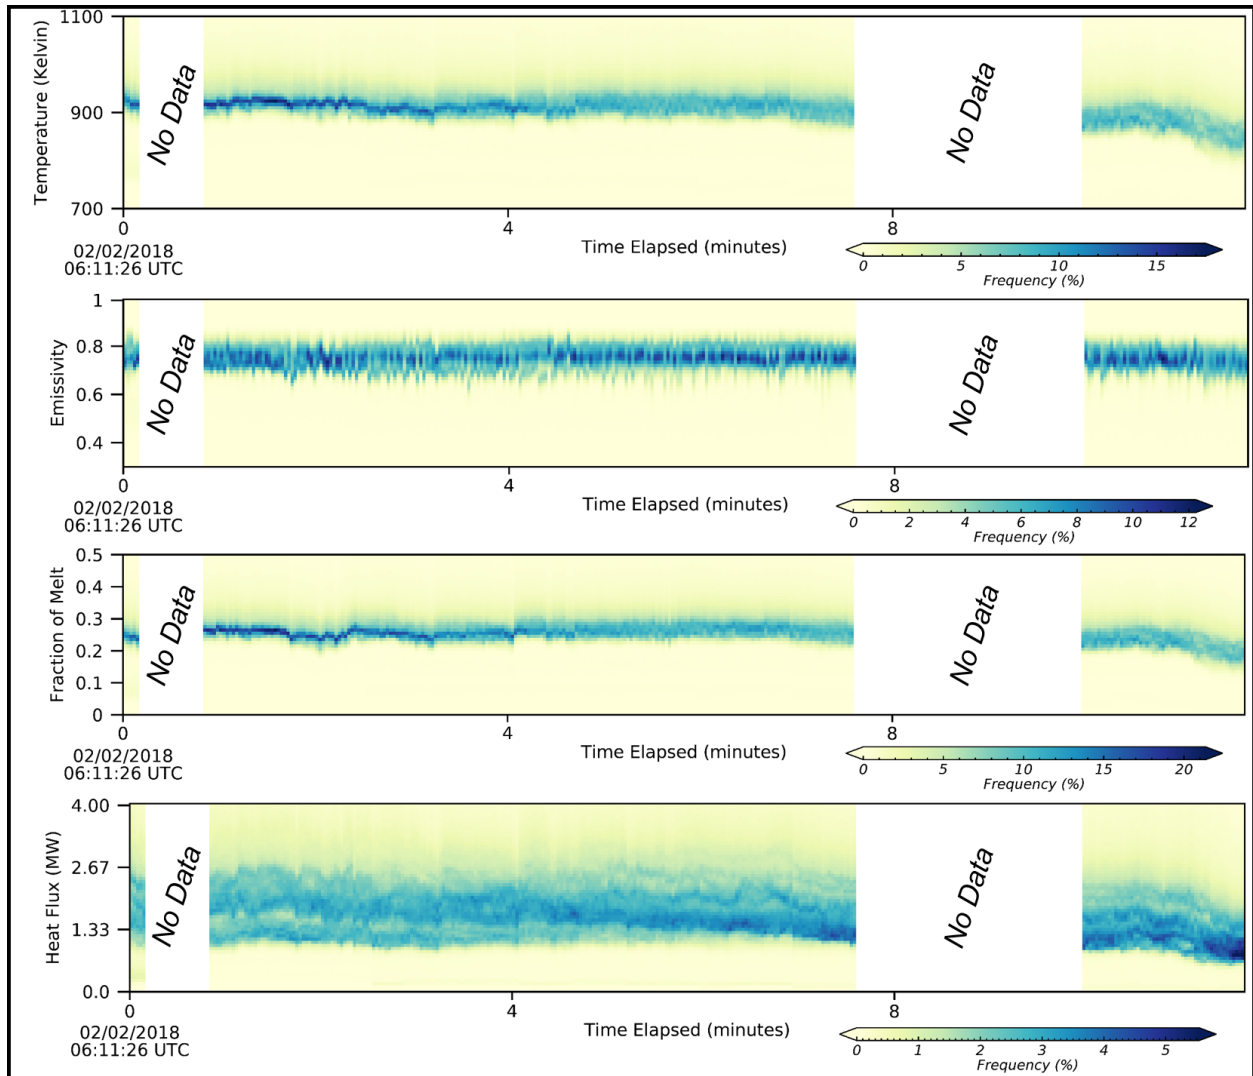 1100
Temperature (Kelvin)
900
700
No Data
No Data
0
4
8
02/02/2018
06:11:26 UTC
Time Elapsed (minutes)
0
5
10
15
Frequency (%)
1
Emissivity
0.8
0.6
0.4
No Data
No Data
0
4
8
02/02/2018
06:11:26 UTC
Time Elapsed (minutes)
0
2
4
6
8
10
12
Frequency (%)
0.5
Fraction of Melt
0.4
0.3
0.2
0.1
0
No Data
No Data
0
4
8
02/02/2018
06:11:26 UTC
Time Elapsed (minutes)
0
5
10
15
20
Frequency (%)
4.00
Heat Flux (MW)
2.67
1.33
0.0
No Data
No Data
0
4
8
02/02/2018
06:11:26 UTC
Time Elapsed (minutes)
0
1
2
3
4
5
Frequency (%)